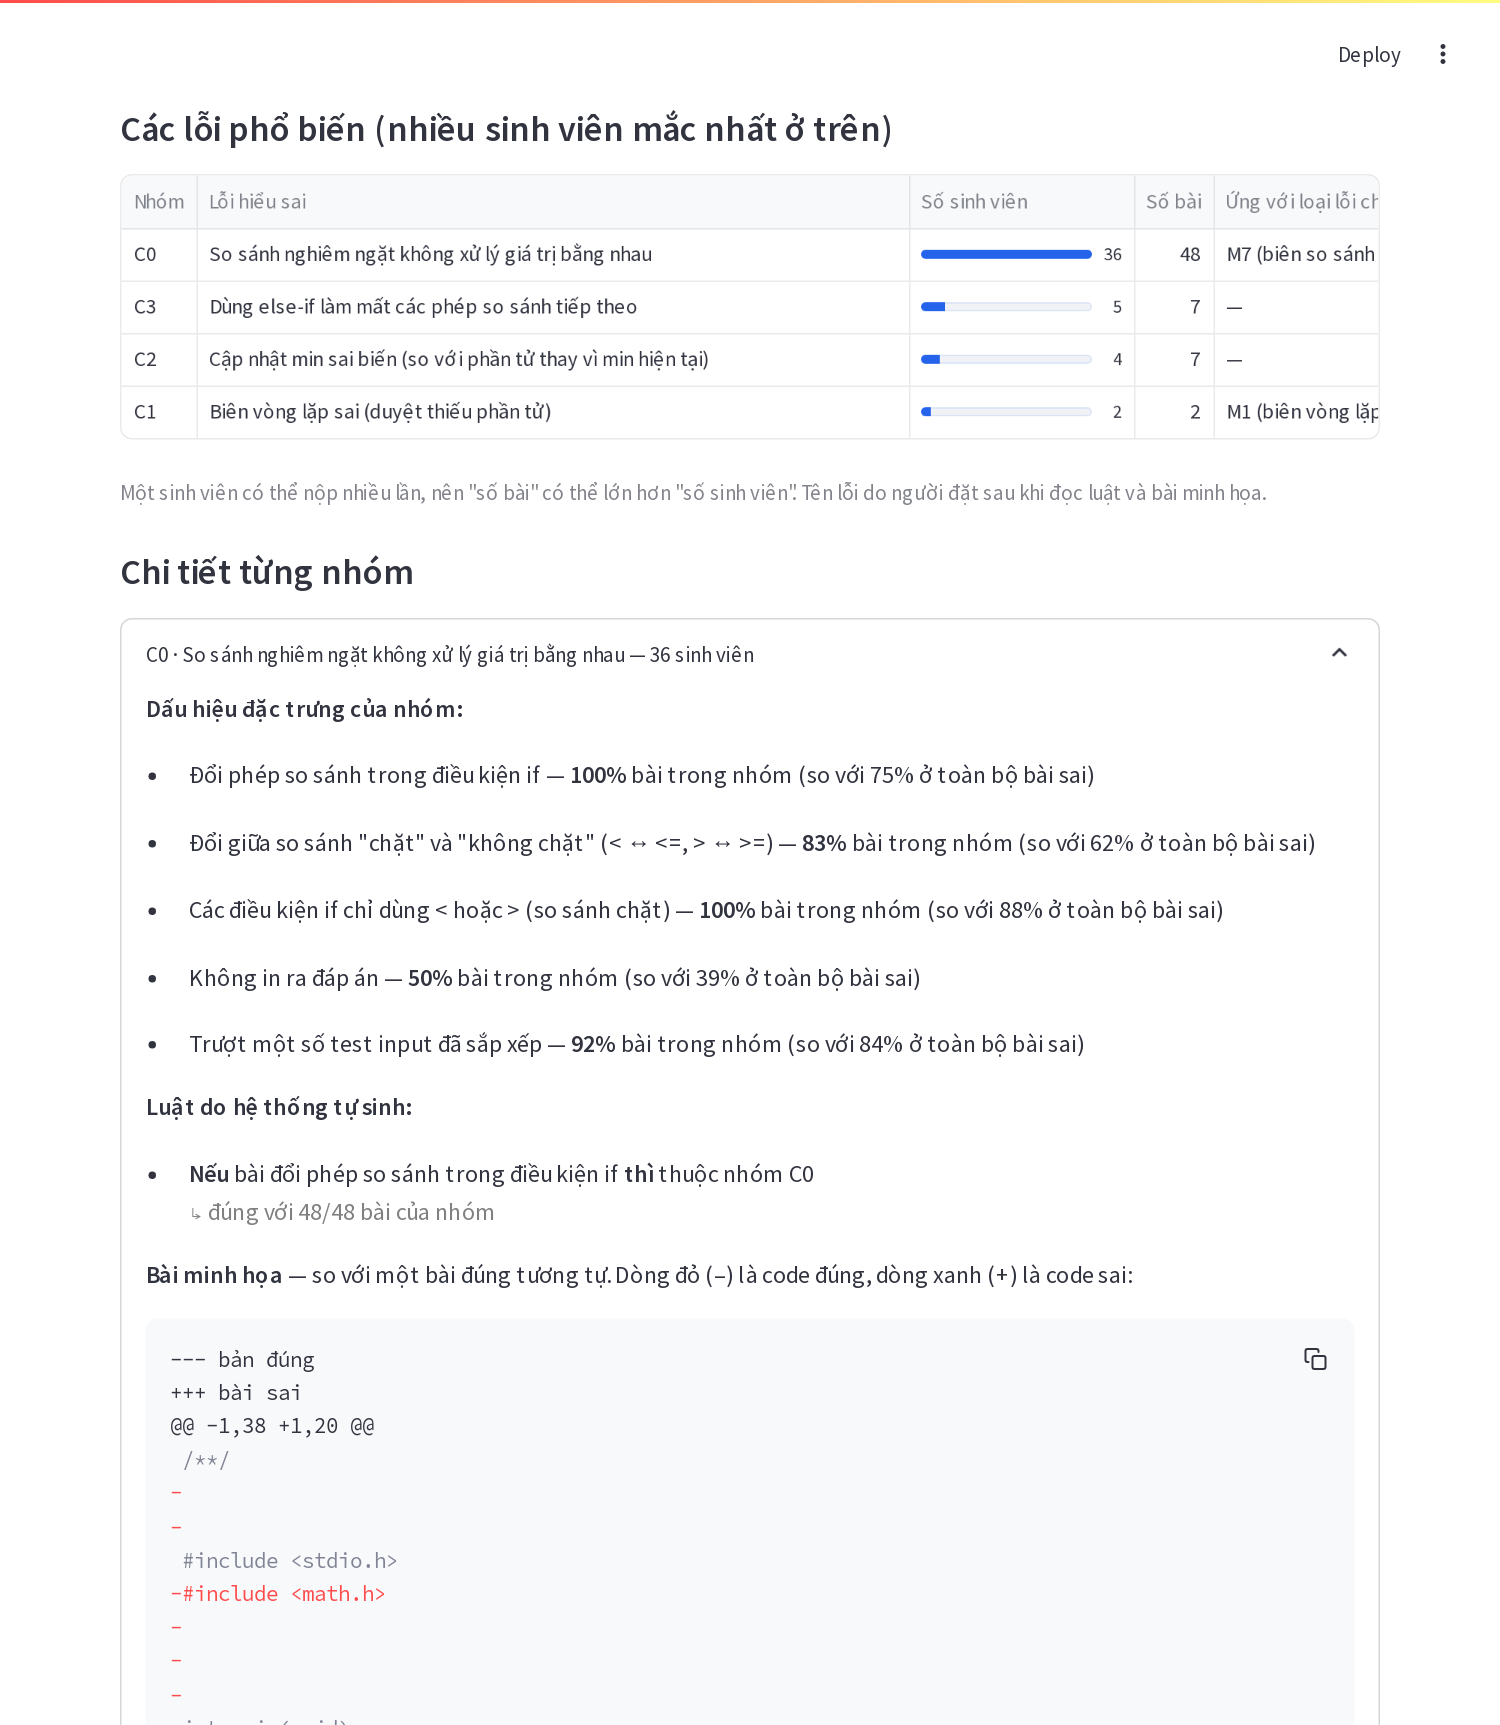 Deploy
Các lỗi phổ biến (nhiều sinh viên mắc nhất ở trên)
Nhóm Lỗi hiểu sai Số sinh viên Số bài Ứng với loại lỗi ch
C0 So sánh nghiêm ngặt không xử lý giá trị bằng nhau 36 48 M7 (biên so sánh
C3 Dùng else-if làm mất các phép so sánh tiếp theo 5 7 —
C2 Cập nhật min sai biến (so với phần tử thay vì min hiện tại) 4 7 —
C1 Biên vòng lặp sai (duyệt thiếu phần tử) 2 2 M1 (biên vòng lặp
Một sinh viên có thể nộp nhiều lần, nên "số bài" có thể lớn hơn "số sinh viên". Tên lỗi do người đặt sau khi đọc luật và bài minh họa.
Chi tiết từng nhóm
C0 · So sánh nghiêm ngặt không xử lý giá trị bằng nhau — 36 sinh viên
Dấu hiệu đặc trưng của nhóm:
• Đổi phép so sánh trong điều kiện if — 100% bài trong nhóm (so với 75% ở toàn bộ bài sai)
• Đổi giữa so sánh "chặt" và "không chặt" (< ↔ <=, > ↔ >=) — 83% bài trong nhóm (so với 62% ở toàn bộ bài sai)
• Các điều kiện if chỉ dùng < hoặc > (so sánh chặt) — 100% bài trong nhóm (so với 88% ở toàn bộ bài sai)
• Không in ra đáp án — 50% bài trong nhóm (so với 39% ở toàn bộ bài sai)
• Trượt một số test input đã sắp xếp — 92% bài trong nhóm (so với 84% ở toàn bộ bài sai)
Luật do hệ thống tự sinh:
• Nếu bài đổi phép so sánh trong điều kiện if thì thuộc nhóm C0
↳ đúng với 48/48 bài của nhóm
Bài minh họa — so với một bài đúng tương tự. Dòng đỏ (–) là code đúng, dòng xanh (+) là code sai:
--- bản đúng
+++ bài sai
@@ -1,38 +1,20 @@
/**/
-
-
#include <stdio.h>
-#include <math.h>
-
-
-